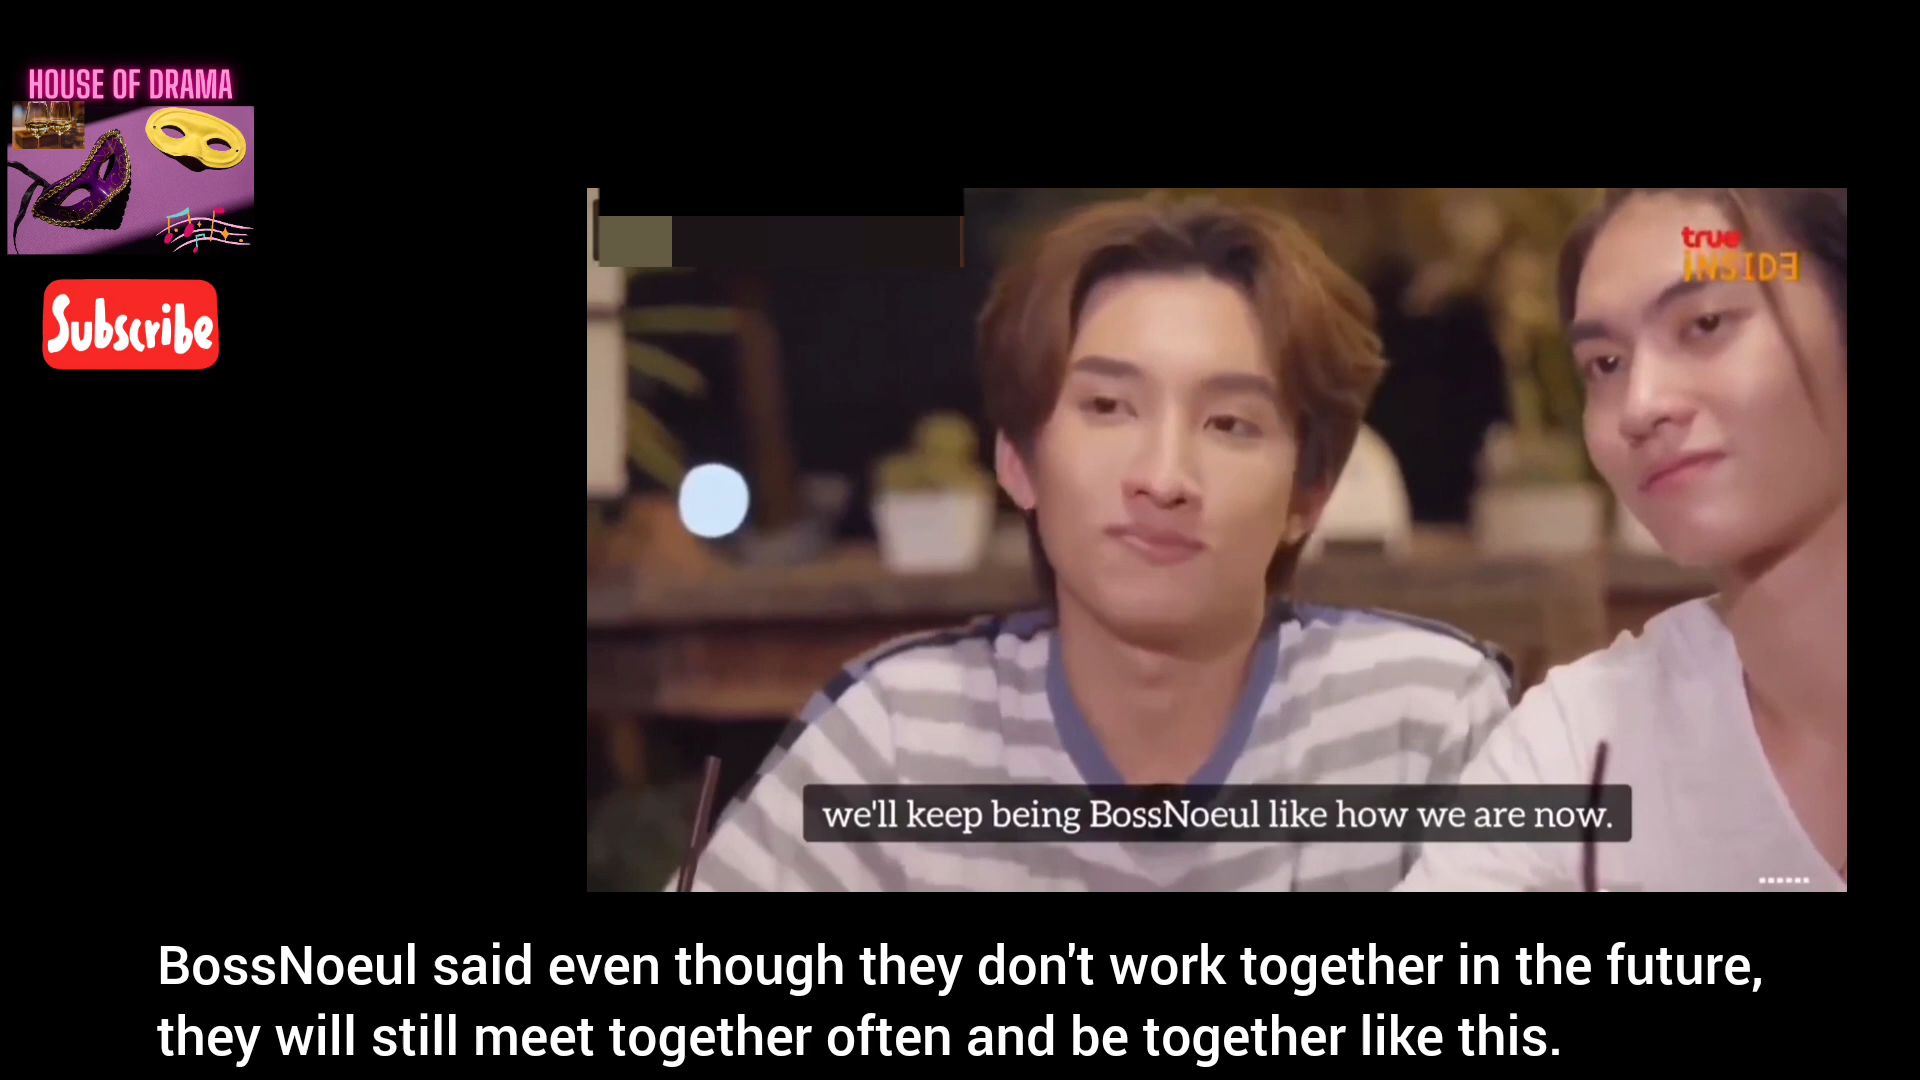 HOUSE OF DRAMA
Subscribe
true
INSIDE
we'll keep being BossNoeul like how we are now.
BossNoeul said even though they don't work together in the future,
they will still meet together often and be together like this.